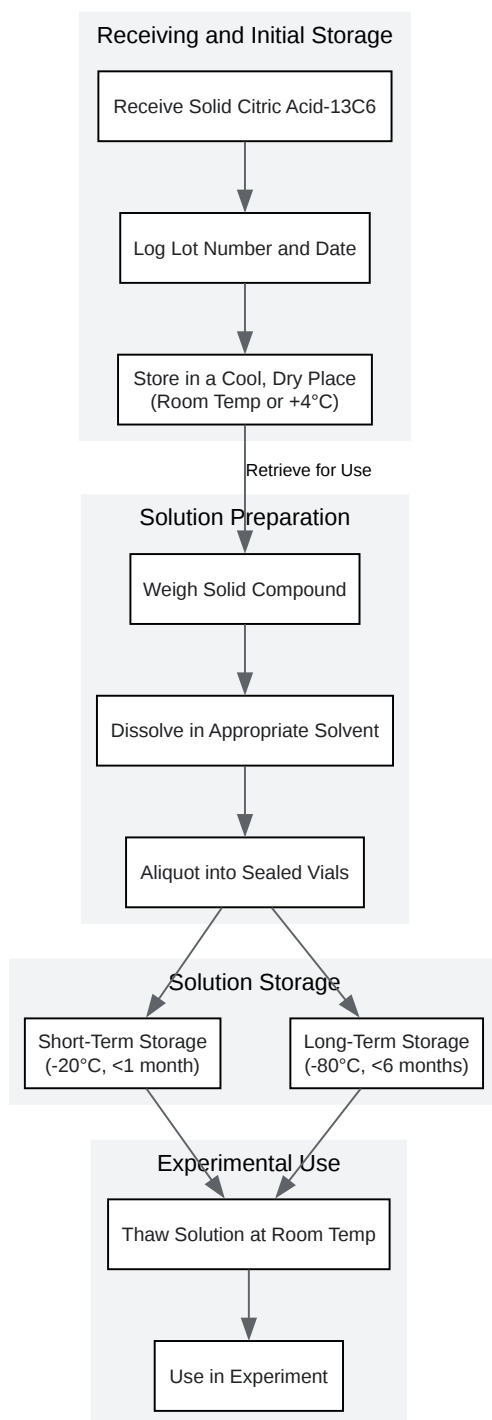 Receiving and Initial Storage
Receive Solid Citric Acid-13C6
Log Lot Number and Date
Store in a Cool, Dry Place
(Room Temp or +4°C)
Retrieve for Use
Solution Preparation
Weigh Solid Compound
Dissolve in Appropriate Solvent
Aliquot into Sealed Vials
Solution Storage
Short-Term Storage
(-20°C, <1 month)
Long-Term Storage
(-80°C, <6 months)
Experimental Use
Thaw Solution at Room Temp
Use in Experiment